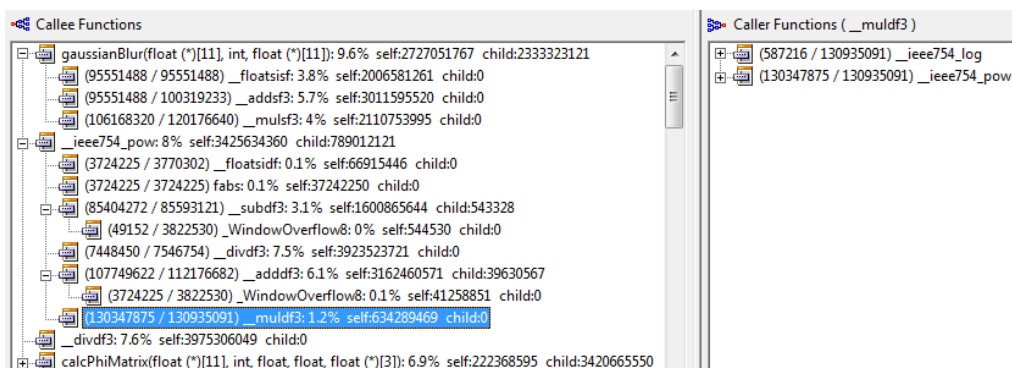 Callee Functions
gaussianBlur(float (*)[11], int, float (*)[11]): 9.6% self:2727051767 child:2333323121
(95551488 / 95551488) __floatsisf: 3.8% self:2006581261 child:0
(95551488 / 100319233) __addsf3: 5.7% self:3011595520 child:0
(106168320 / 120176640) __mulsf3: 4% self:2110753995 child:0
__ieee754_pow: 8% self:3425634360 child:789012121
(3724225 / 3770302) __floatsidf: 0.1% self:66915446 child:0
(3724225 / 3724225) fabs: 0.1% self:37242250 child:0
(85404272 / 85593121) __subdf3: 3.1% self:1600865644 child:543328
(49152 / 3822530) _WindowOverflow8: 0% self:544530 child:0
(7448450 / 7546754) __divdf3: 7.5% self:3923523721 child:0
(107749622 / 112176682) __adddf3: 6.1% self:3162460571 child:39630567
(3724225 / 3822530) _WindowOverflow8: 0.1% self:41258851 child:0
(130347875 / 130935091) __muldf3: 1.2% self:634289469 child:0
__divdf3: 7.6% self:3975306049 child:0
calcPhiMatrix(float (*)[11], int, float, float, float (*)[3]): 6.9% self:222368595 child:3420665550
Caller Functions ( __muldf3 )
(587216 / 130935091) __ieee754_log
(130347875 / 130935091) __ieee754_pow